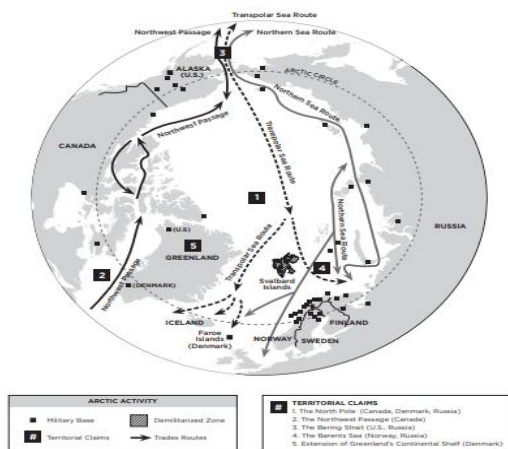 Transpolar Sea Route
Northwest Passage
Northern Sea Route
3
ALASKA
(U.S.)
ARCTIC CIRCLE
Northern Sea Route
Northwest Passage
Transpolar Sea Route
CANADA
1
RUSSIA
(U.S)
5
GREENLAND
Transpolar Sea Route
Northern Sea Route
4
Svalbard
Islands
2
(DENMARK)
Northwest Passage
ICELAND
Faroe
Islands
(Denmark)
NORWAY
SWEDEN
FINLAND
ARCTIC ACTIVITY
Military Base
Demilitarized Zone
# Territorial Claims
Trades Routes
# TERRITORIAL CLAIMS
1. The North Pole (Canada, Denmark, Russia)
2. The Northwest Passage (Canada)
3. The Bering Strait (U.S., Russia)
4. The Barents Sea (Norway, Russia)
5. Extension of Greenland's Continental Shelf (Denmark)